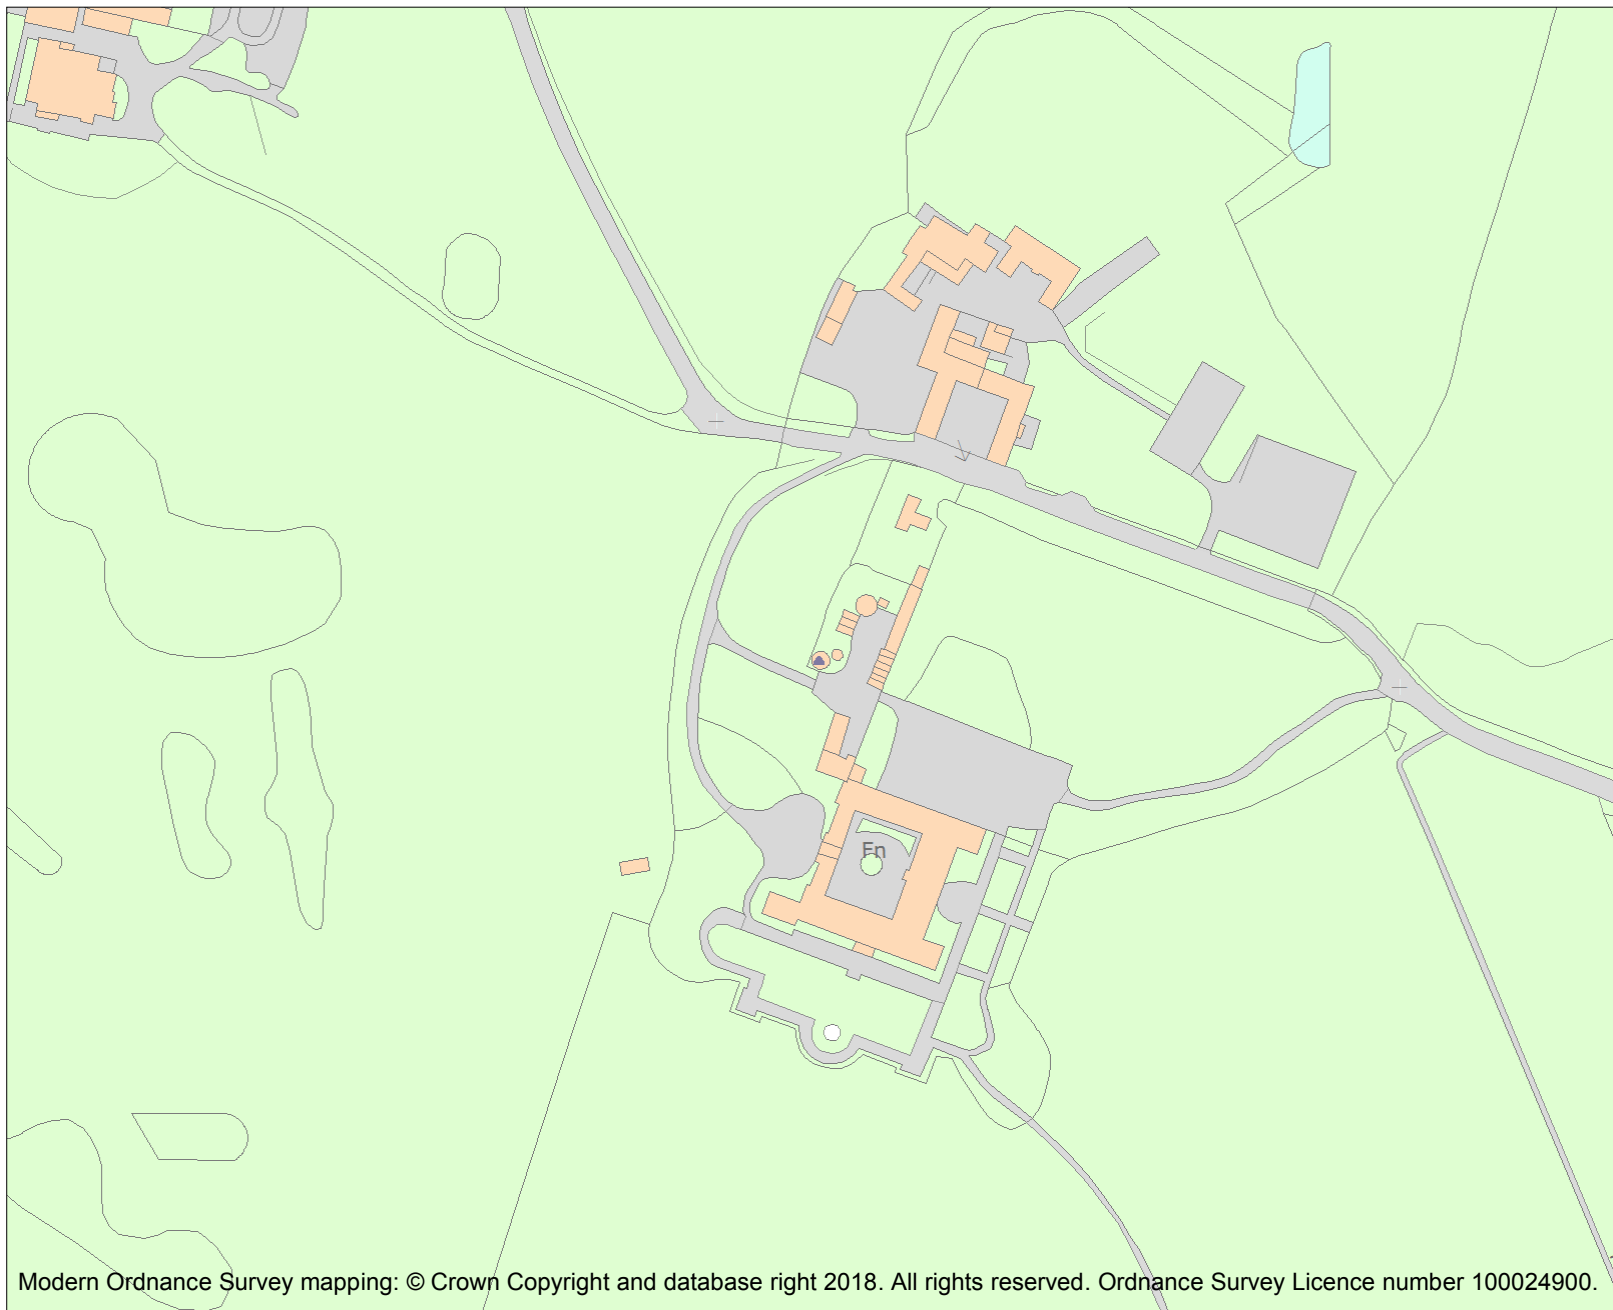 Fn
Modern Ordnance Survey mapping: © Crown Copyright and database right 2018. All rights reserved. Ordnance Survey Licence number 100024900.